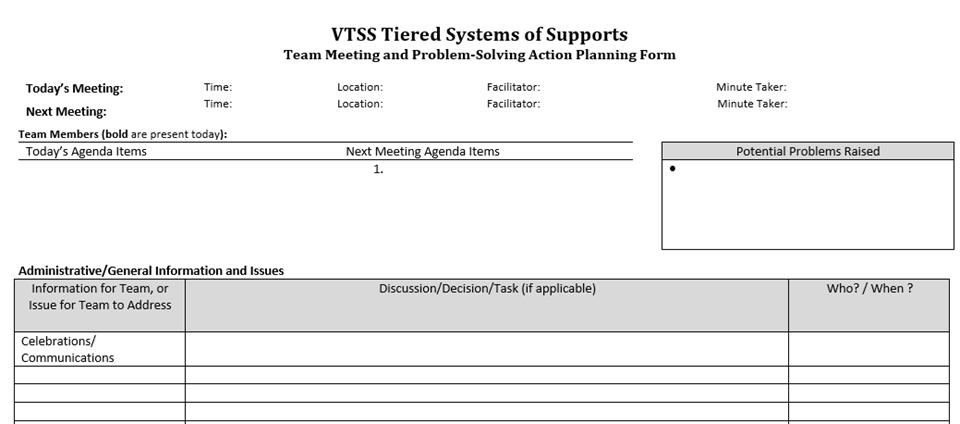 VTSS Tiered Systems of Supports
Team Meeting and Problem-Solving Action Planning Form
Today's Meeting: Time: Location: Facilitator: Minute Taker:
Next Meeting: Time: Location: Facilitator: Minute Taker:
Team Members (bold are present today):
Today's Agenda Items Next Meeting Agenda Items
1.
Potential Problems Raised
•
Administrative/General Information and Issues
Information for Team, or
Issue for Team to Address
Discussion/Decision/Task (if applicable)
Who? / When ?
Celebrations/
Communications